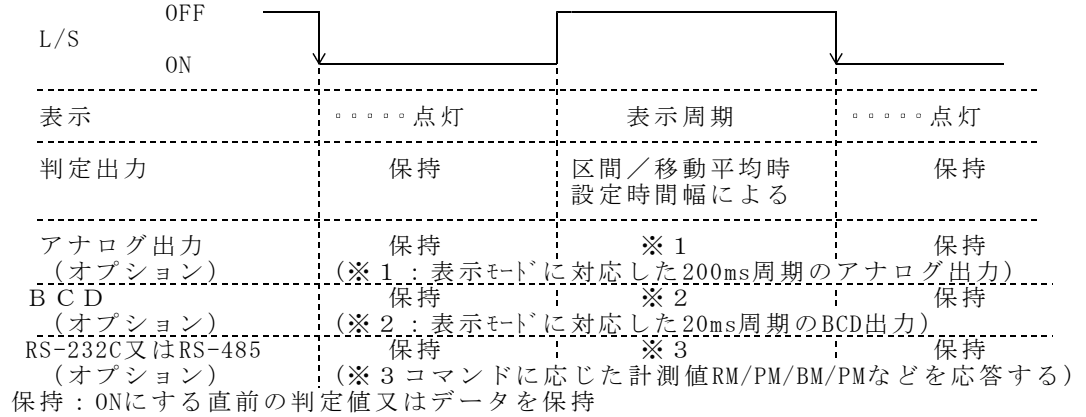 OFF
L/S
ON
表示 ▫▫▫▫▫点灯 表示周期 ▫▫▫▫▫点灯
判定出力 保持 区間／移動平均時 保持
設定時間幅による
アナログ出力 保持 ※１ 保持
(オプション) (※１：表示ﾓｰﾄﾞに対応した200ms周期のアナログ出力)
ＢＣＤ 保持 ※２ 保持
(オプション) (※２：表示ﾓｰﾄﾞに対応した20ms周期のBCD出力)
RS-232C又はRS-485 保持 ※３ 保持
(オプション) (※３コマンドに応じた計測値RM/PM/BM/PMなどを応答する)
保持：ONにする直前の判定値又はデータを保持